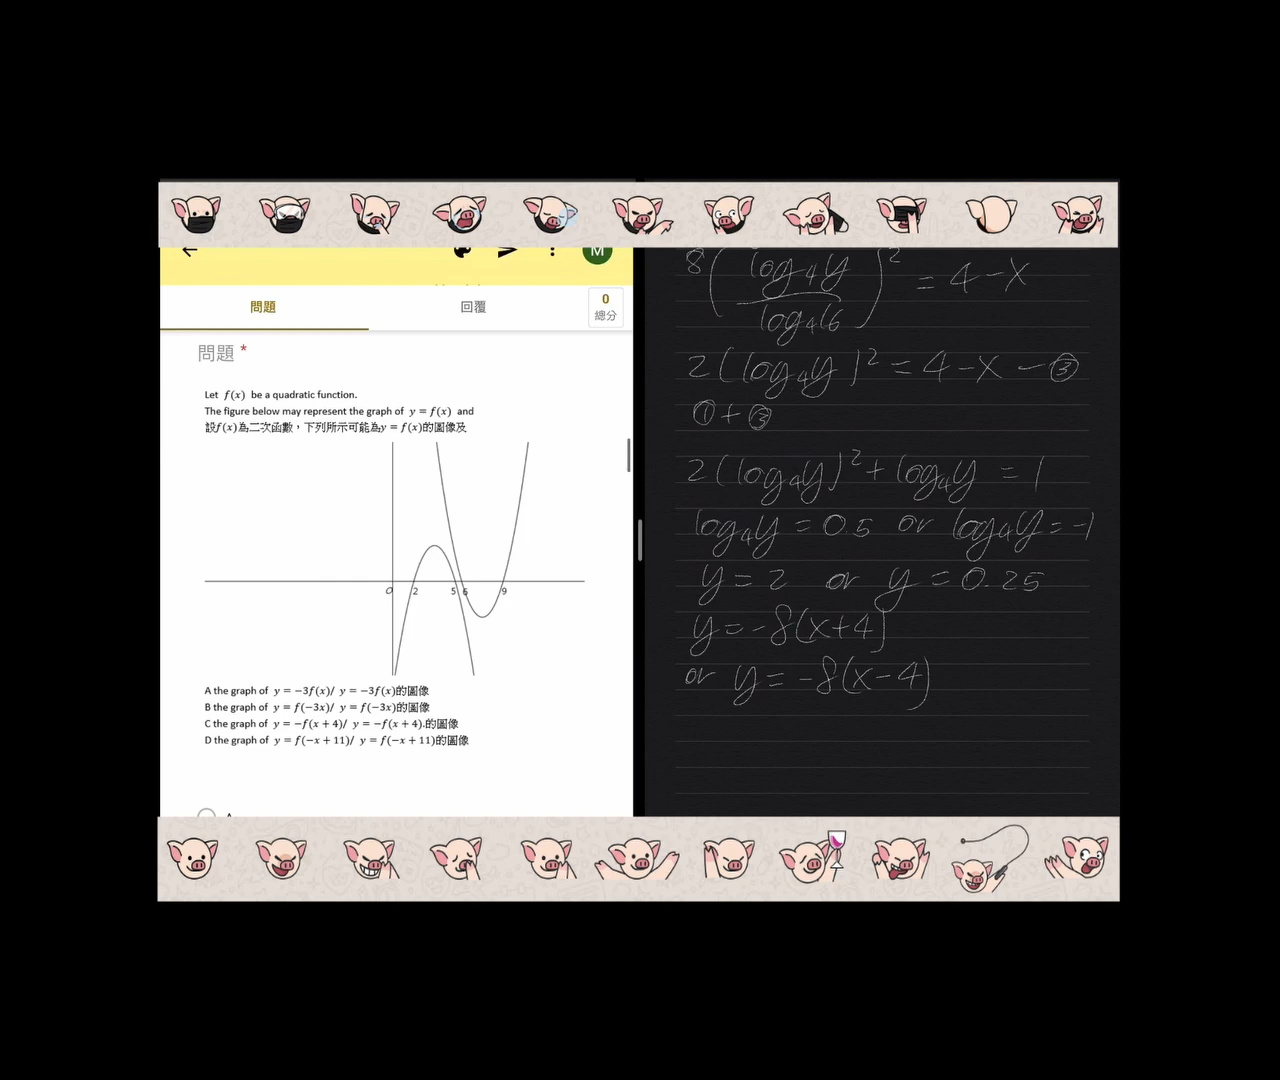 M
問題
回覆
0
總分
問題 *
Let f(x) be a quadratic function.
The figure below may represent the graph of y = f(x) and
設f(x)為二次函數，下列所示可能為y = f(x)的圖像及
O 2 5 6 9
A the graph of y = −3f(x)/ y = −3f(x)的圖像
B the graph of y = f(−3x)/ y = f(−3x)的圖像
C the graph of y = −f(x + 4)/ y = −f(x + 4).的圖像
D the graph of y = f(−x + 11)/ y = f(−x + 11)的圖像
8(log₄y / log₄16)² = 4 − x
2(log₄y)² = 4 − x − ③
① + ③
2(log₄y)² + log₄y = 1
log₄y = 0.5 or log₄y = −1
y = 2 or y = 0.25
y = −8(x+4)
or y = −8(x−4)